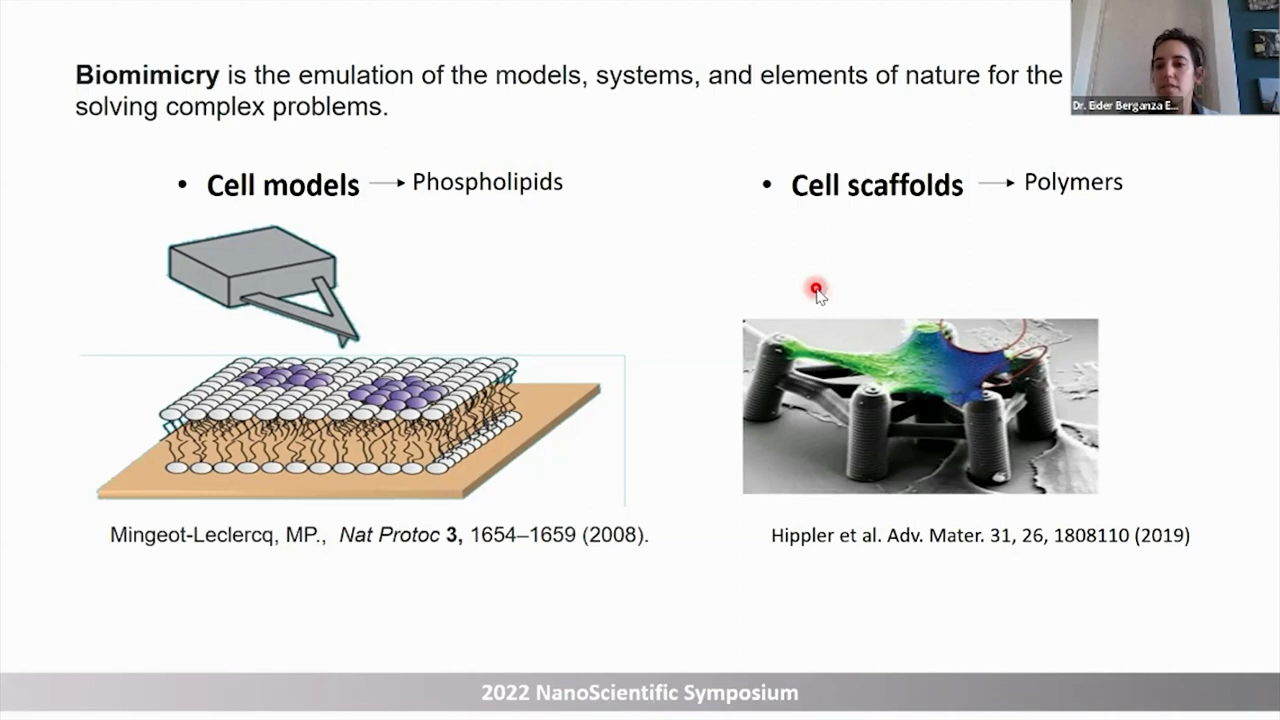 Biomimicry is the emulation of the models, systems, and elements of nature for the
solving complex problems.
Dr. Eider Berganza E...
• Cell models → Phospholipids
• Cell scaffolds → Polymers
Mingeot-Leclercq, MP., Nat Protoc 3, 1654–1659 (2008).
Hippler et al. Adv. Mater. 31, 26, 1808110 (2019)
2022 NanoScientific Symposium